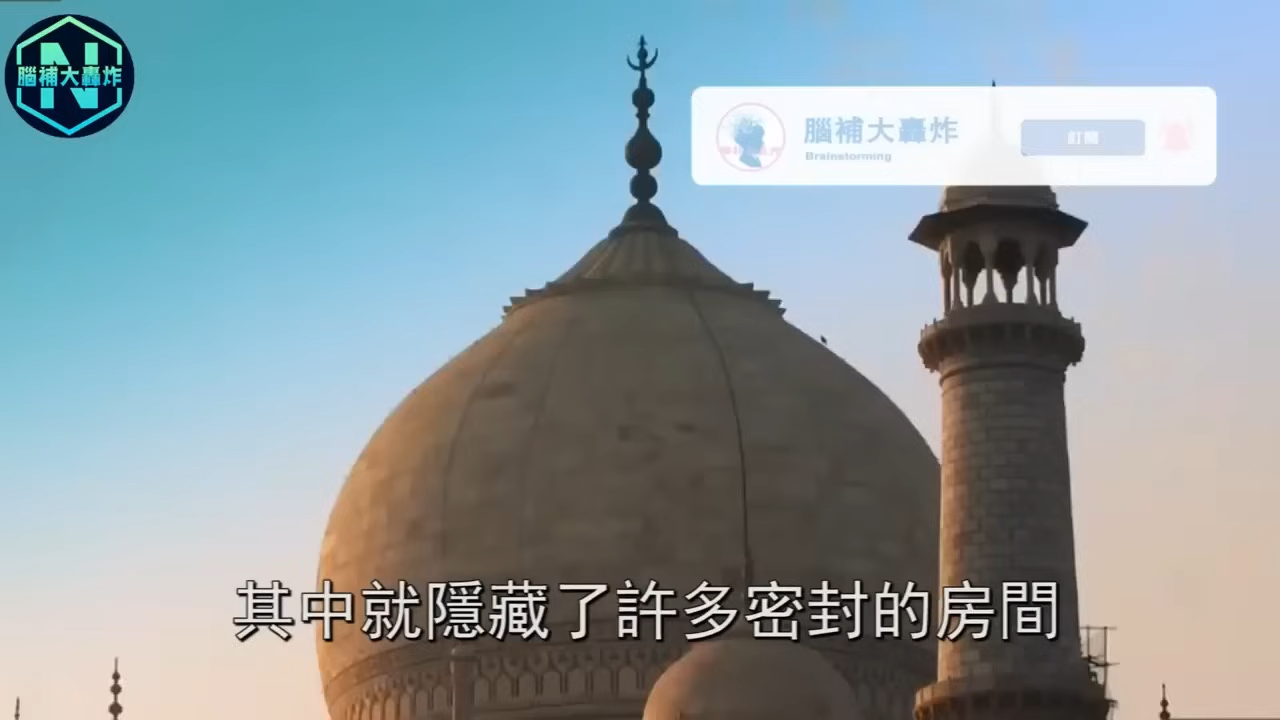 腦補大轟炸
腦補大轟炸
Brainstorming
訂閱
其中就隱藏了許多密封的房間